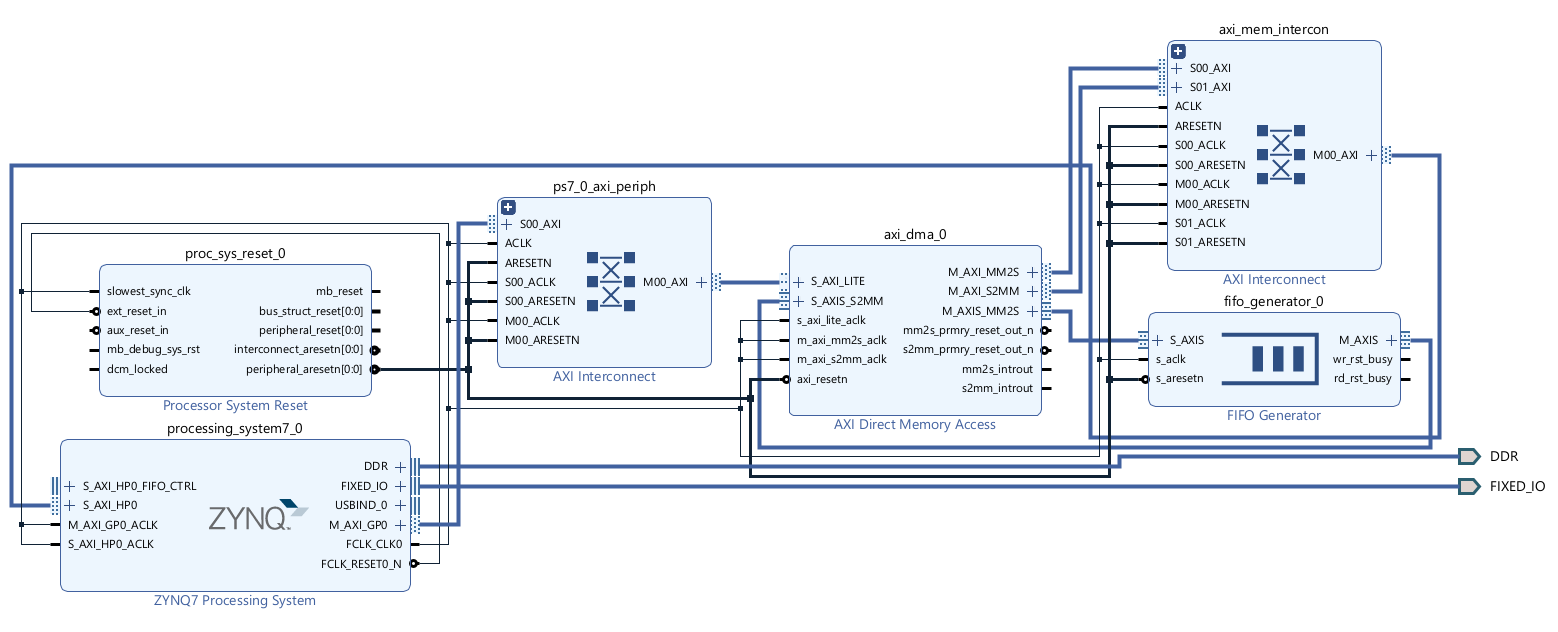 axi_mem_intercon
S00_AXI
S01_AXI
ACLK
ARESETN
S00_ACLK
S00_ARESETN
M00_ACLK
M00_ARESETN
S01_ACLK
S01_ARESETN
M00_AXI
AXI Interconnect
ps7_0_axi_periph
S00_AXI
ACLK
ARESETN
S00_ACLK
S00_ARESETN
M00_ACLK
M00_ARESETN
M00_AXI
AXI Interconnect
proc_sys_reset_0
slowest_sync_clk
ext_reset_in
aux_reset_in
mb_debug_sys_rst
dcm_locked
mb_reset
bus_struct_reset[0:0]
peripheral_reset[0:0]
interconnect_aresetn[0:0]
peripheral_aresetn[0:0]
Processor System Reset
axi_dma_0
S_AXI_LITE
S_AXIS_S2MM
s_axi_lite_aclk
m_axi_mm2s_aclk
m_axi_s2mm_aclk
axi_resetn
M_AXI_MM2S
M_AXI_S2MM
M_AXIS_MM2S
mm2s_prmry_reset_out_n
s2mm_prmry_reset_out_n
mm2s_introut
s2mm_introut
AXI Direct Memory Access
fifo_generator_0
S_AXIS
s_aclk
s_aresetn
M_AXIS
wr_rst_busy
rd_rst_busy
FIFO Generator
processing_system7_0
S_AXI_HP0_FIFO_CTRL
S_AXI_HP0
M_AXI_GP0_ACLK
S_AXI_HP0_ACLK
ZYNQ
DDR
FIXED_IO
USBIND_0
M_AXI_GP0
FCLK_CLK0
FCLK_RESET0_N
ZYNQ7 Processing System
DDR
FIXED_IO